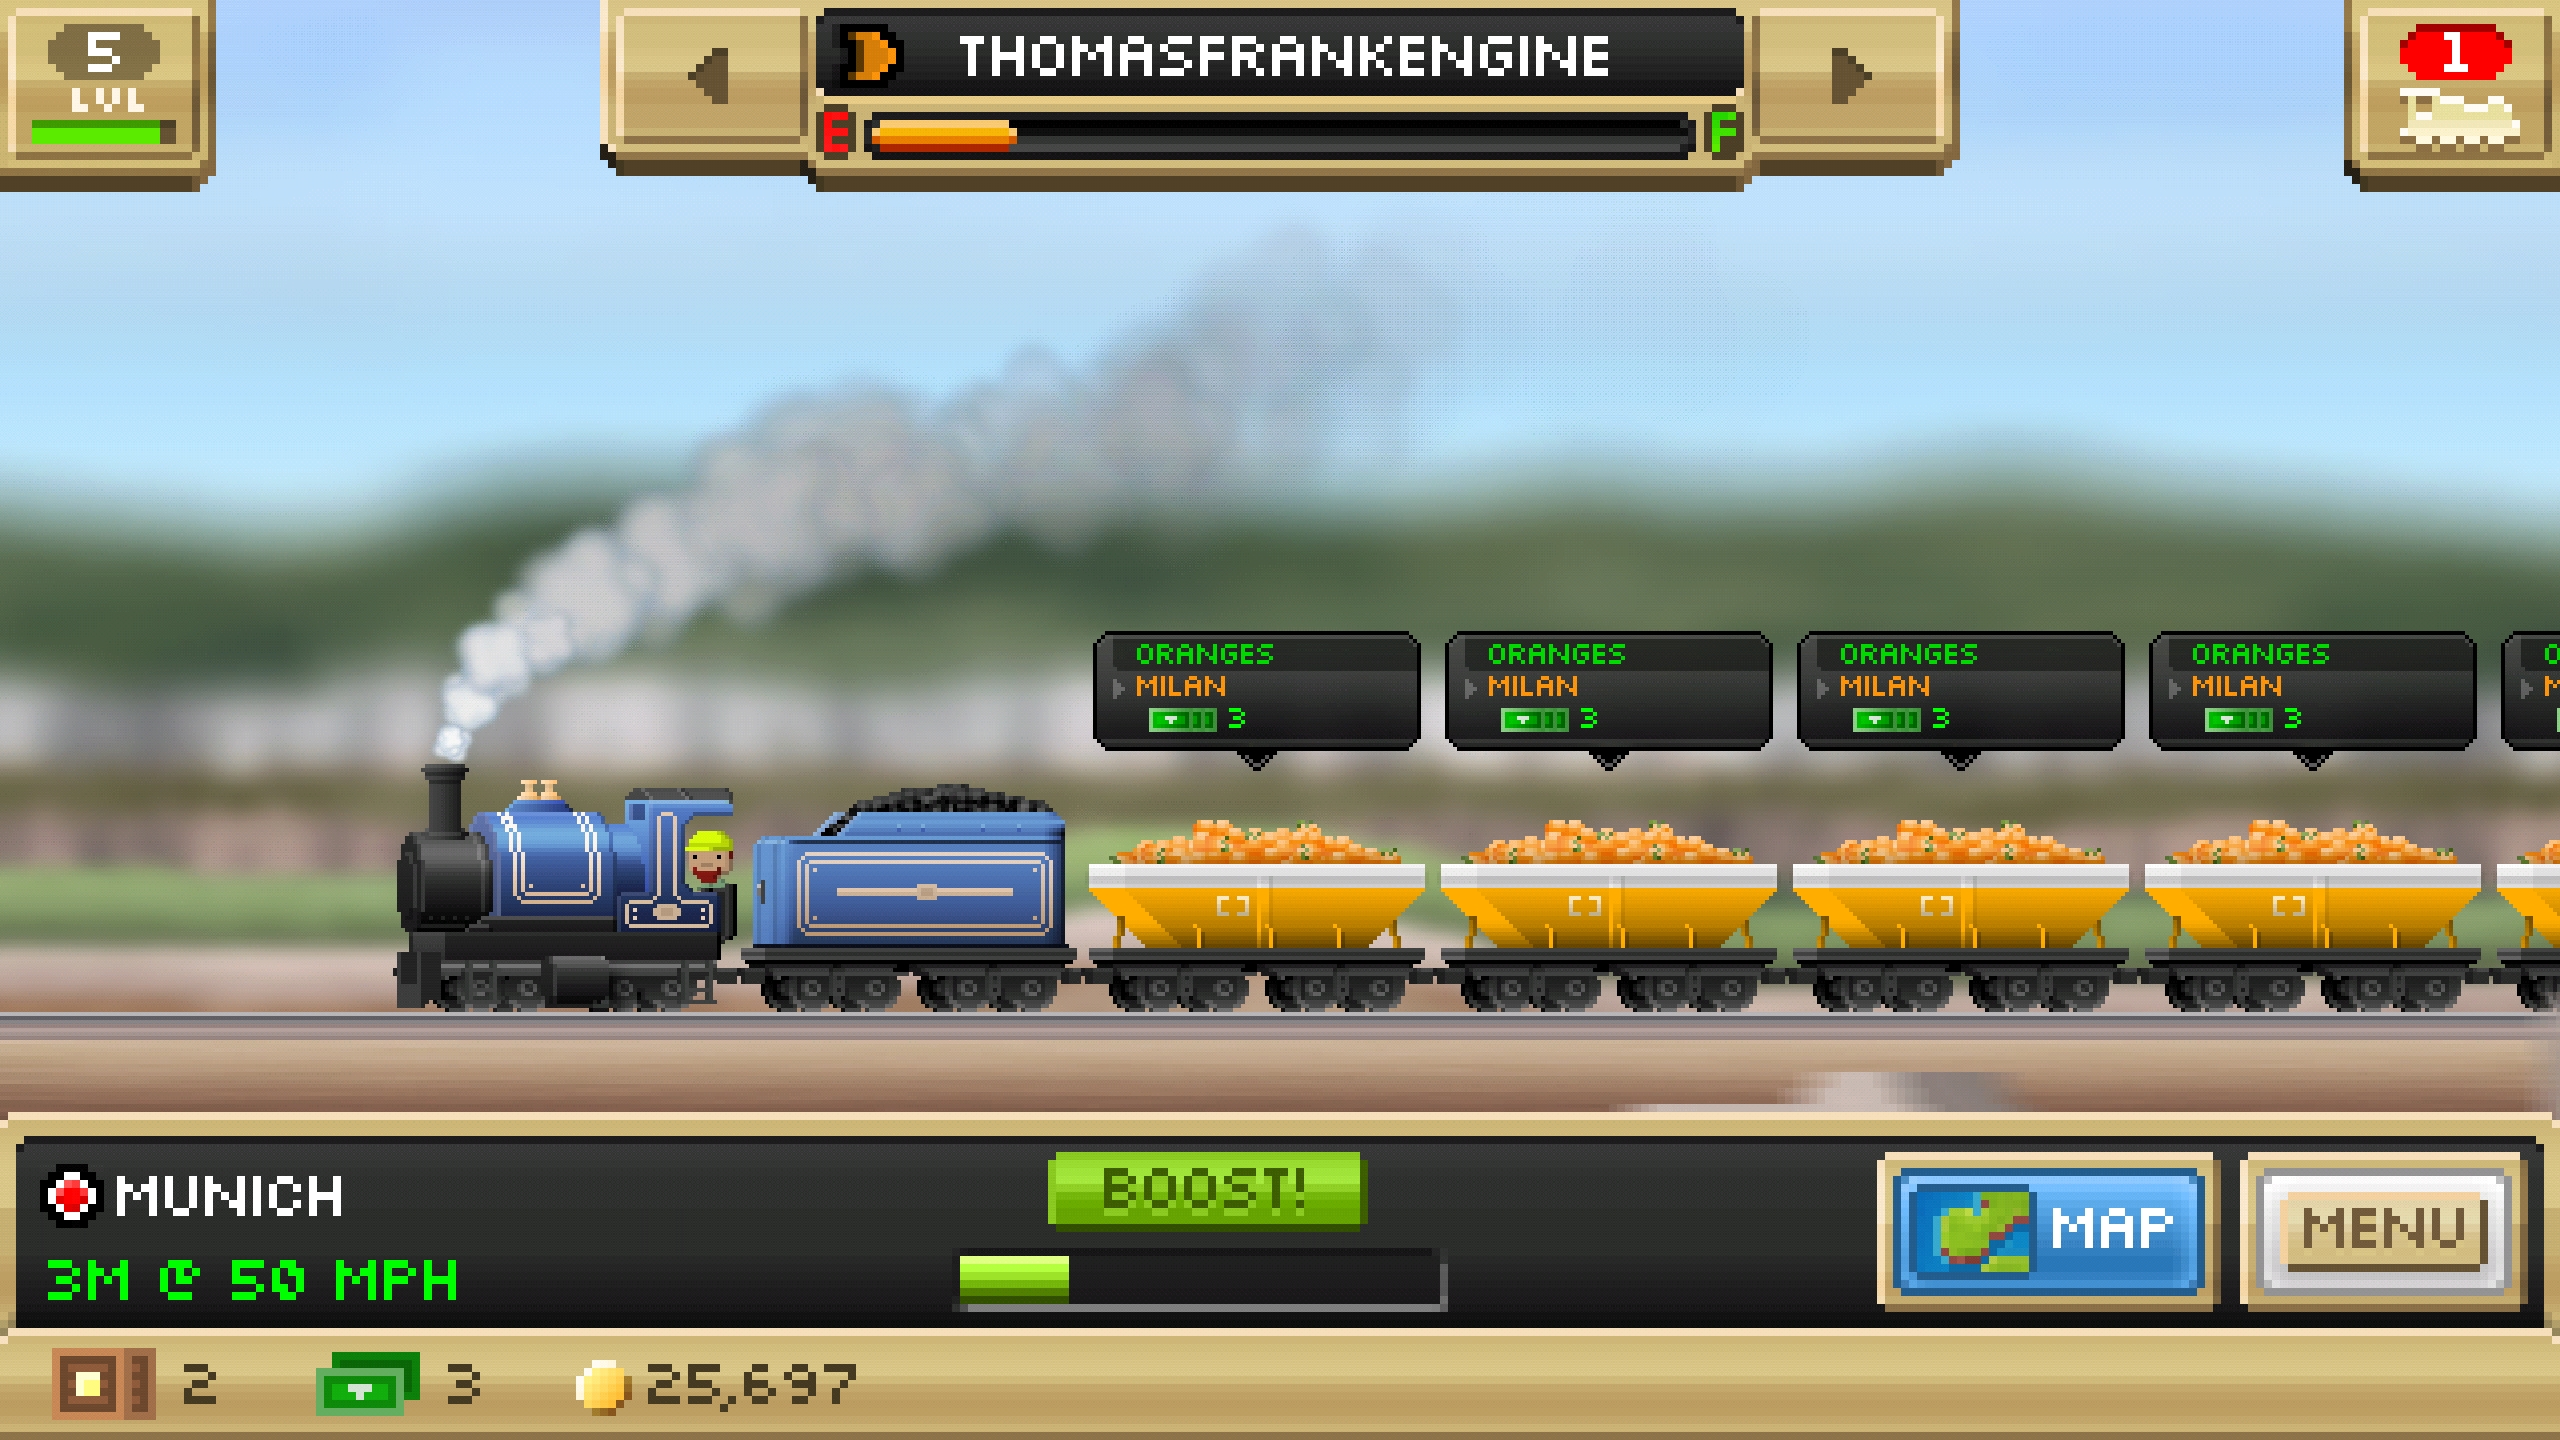 5
LVL
THOMASFRANKENGINE
E F
1
ORANGES
MILAN
3
ORANGES
MILAN
3
ORANGES
MILAN
3
ORANGES
MILAN
3
MUNICH
3M @ 50 MPH
BOOST!
MAP
MENU
2
3
25,697